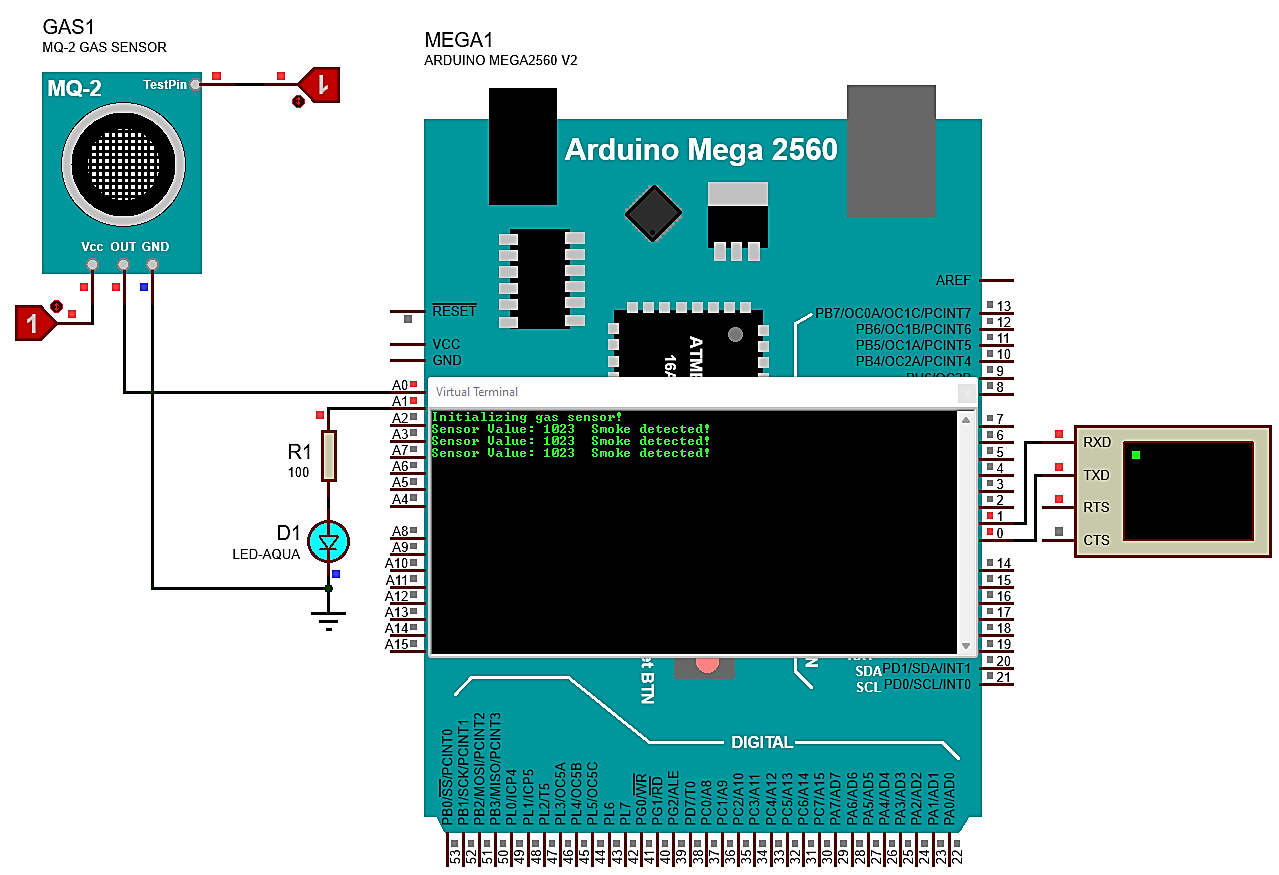 GAS1
MQ-2 GAS SENSOR
MQ-2
TestPin
1
Vcc OUT GND
1
MEGA1
ARDUINO MEGA2560 V2
Arduino Mega 2560
RESET
VCC
GND
AREF
PB7/OC0A/OC1C/PCINT7
13
PB6/OC1B/PCINT6
12
PB5/OC1A/PCINT5
11
PB4/OC2A/PCINT4
10
9
8
A0
A1
A2
A3
A7
A6
A5
A4
A8
A9
A10
A11
A12
A13
A14
A15
Virtual Terminal
Initializing gas sensor!
Sensor Value: 1023  Smoke detected!
Sensor Value: 1023  Smoke detected!
Sensor Value: 1023  Smoke detected!
R1
100
D1
LED-AQUA
7
6
5
4
3
2
1
0
14
15
16
17
18
19
20
21
RXD
TXD
RTS
CTS
SDA
PD1/SDA/INT1
SCL
PD0/SCL/INT0
BTN
DIGITAL
PB0/SS/PCINT0
PB1/SCK/PCINT1
PB2/MOSI/PCINT2
PB3/MISO/PCINT3
PL0/ICP4
PL1/ICP5
PL2/T5
PL3/OC5A
PL4/OC5B
PL5/OC5C
PL6
PL7
PG0/WR
PG1/RD
PG2/ALE
PD7/T0
PC0/A8
PC1/A9
PC2/A10
PC3/A11
PC4/A12
PC5/A13
PC6/A14
PC7/A15
PA7/AD7
PA6/AD6
PA5/AD5
PA4/AD4
PA3/AD3
PA2/AD2
PA1/AD1
PA0/AD0
53
52
51
50
49
48
47
46
45
44
43
42
41
40
39
38
37
36
35
34
33
32
31
30
29
28
27
26
25
24
23
22